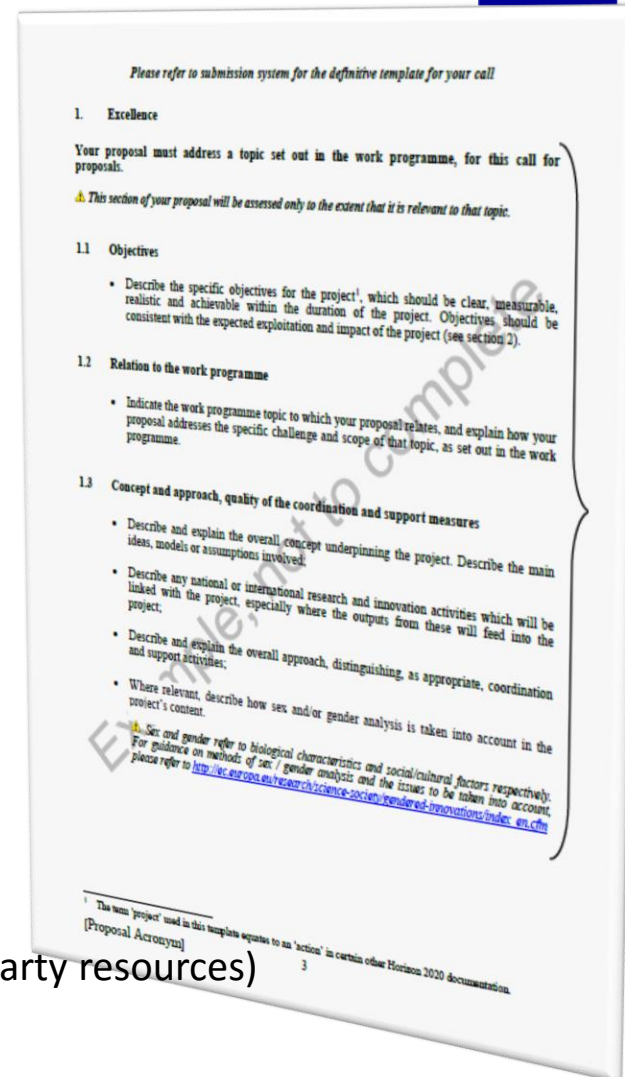 Please refer to submission system for the definitive template for your call
1. Excellence
Your proposal must address a topic set out in the work programme, for this call for
proposals.
⚠ This section of your proposal will be assessed only to the extent that it is relevant to that topic.
1.1 Objectives
• Describe the specific objectives for the project¹, which should be clear, measurable,
realistic and achievable within the duration of the project. Objectives should be
consistent with the expected exploitation and impact of the project (see section 2).
1.2 Relation to the work programme
• Indicate the work programme topic to which your proposal relates, and explain how your
proposal addresses the specific challenge and scope of that topic, as set out in the work
programme.
1.3 Concept and approach, quality of the coordination and support measures
• Describe and explain the overall concept underpinning the project. Describe the main
ideas, models or assumptions involved;
• Describe any national or international research and innovation activities which will be
linked with the project, especially where the outputs from these will feed into the
project;
• Describe and explain the overall approach, distinguishing, as appropriate, coordination
and support activities;
• Where relevant, describe how sex and/or gender analysis is taken into account in the
project's content.
⚠ Sex and gender refer to biological characteristics and social/cultural factors respectively.
For guidance on methods of sex / gender analysis and the issues to be taken into account,
please refer to http://ec.europa.eu/research/science-society/gendered-innovations/index_en.cfm
Example, not to complete
¹ The term 'project' used in this template equates to an 'action' in certain other Horizon 2020 documentation.
[Proposal Acronym]
3
arty resources)